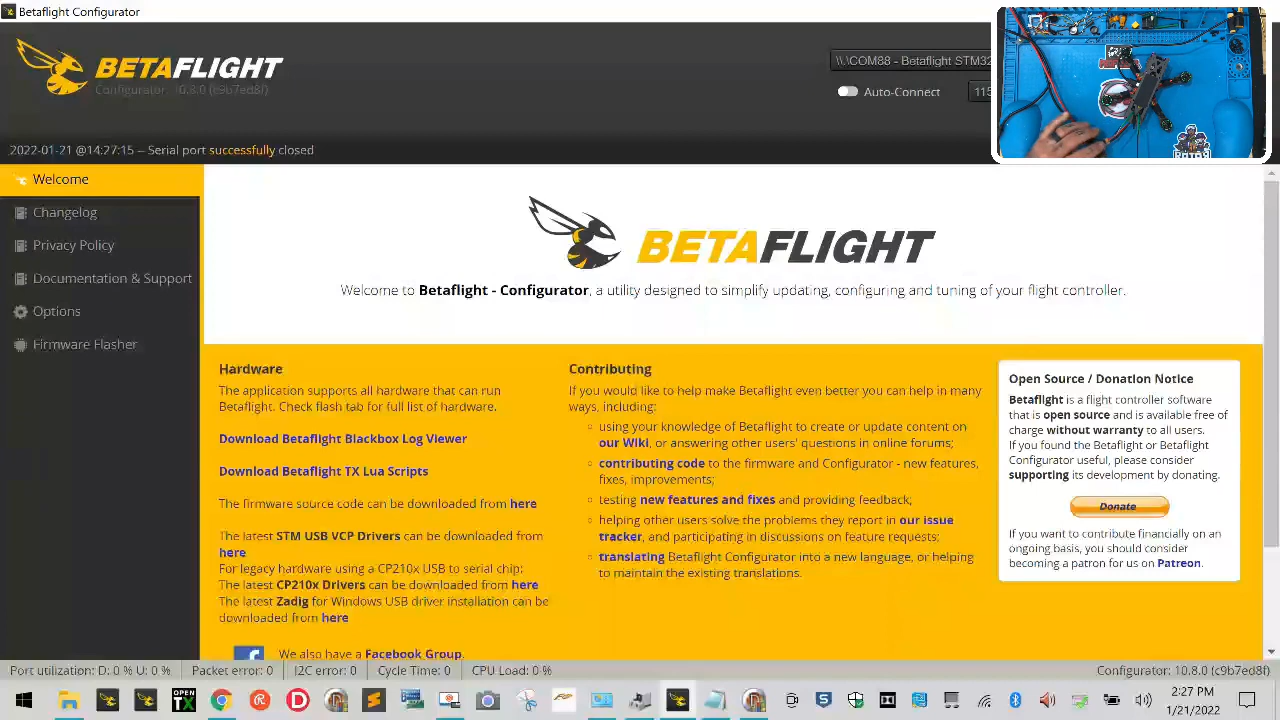 Betaflight Configurator
BETAFLIGHT
Configurator 10.8.0 (c9b7ed8f)
\\.\COM88 - Betaflight STM32
Auto-Connect
115
2022-01-21 @14:27:15 -- Serial port successfully closed
Welcome
Changelog
Privacy Policy
Documentation & Support
Options
Firmware Flasher
BETAFLIGHT
Welcome to Betaflight - Configurator, a utility designed to simplify updating, configuring and tuning of your flight controller.
Hardware
The application supports all hardware that can run
Betaflight. Check flash tab for full list of hardware.
Download Betaflight Blackbox Log Viewer
Download Betaflight TX Lua Scripts
The firmware source code can be downloaded from here
The latest STM USB VCP Drivers can be downloaded from
here
For legacy hardware using a CP210x USB to serial chip:
The latest CP210x Drivers can be downloaded from here
The latest Zadig for Windows USB driver installation can be
downloaded from here
We also have a Facebook Group.
Contributing
If you would like to help make Betaflight even better you can help in many
ways, including:
using your knowledge of Betaflight to create or update content on
our Wiki, or answering other users' questions in online forums;
contributing code to the firmware and Configurator - new features,
fixes, improvements;
testing new features and fixes and providing feedback;
helping other users solve the problems they report in our issue
tracker, and participating in discussions on feature requests;
translating Betaflight Configurator into a new language, or helping
to maintain the existing translations.
Open Source / Donation Notice
Betaflight is a flight controller software
that is open source and is available free of
charge without warranty to all users.
If you found the Betaflight or Betaflight
Configurator useful, please consider
supporting its development by donating.
Donate
If you want to contribute financially on an
ongoing basis, you should consider
becoming a patron for us on Patreon.
Port utilization: D: 0 % U: 0 %
Packet error: 0
I2C error: 0
Cycle Time: 0
CPU Load: 0 %
Configurator: 10.8.0 (c9b7ed8f)
OPEN
TX
2:27 PM
1/21/2022